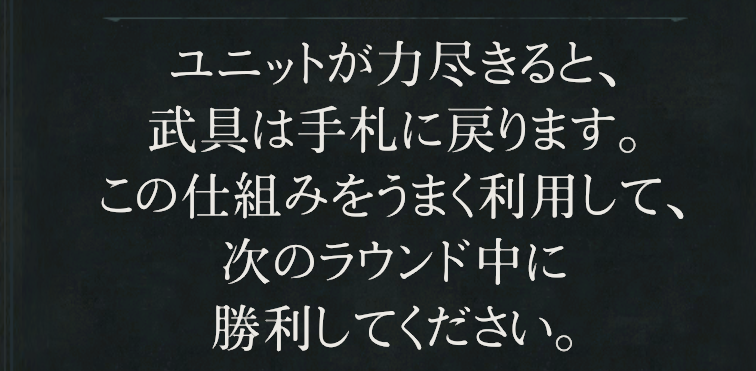 ユニットが力尽きると、
武具は手札に戻ります。
この仕組みをうまく利用して、
次のラウンド中に
勝利してください。